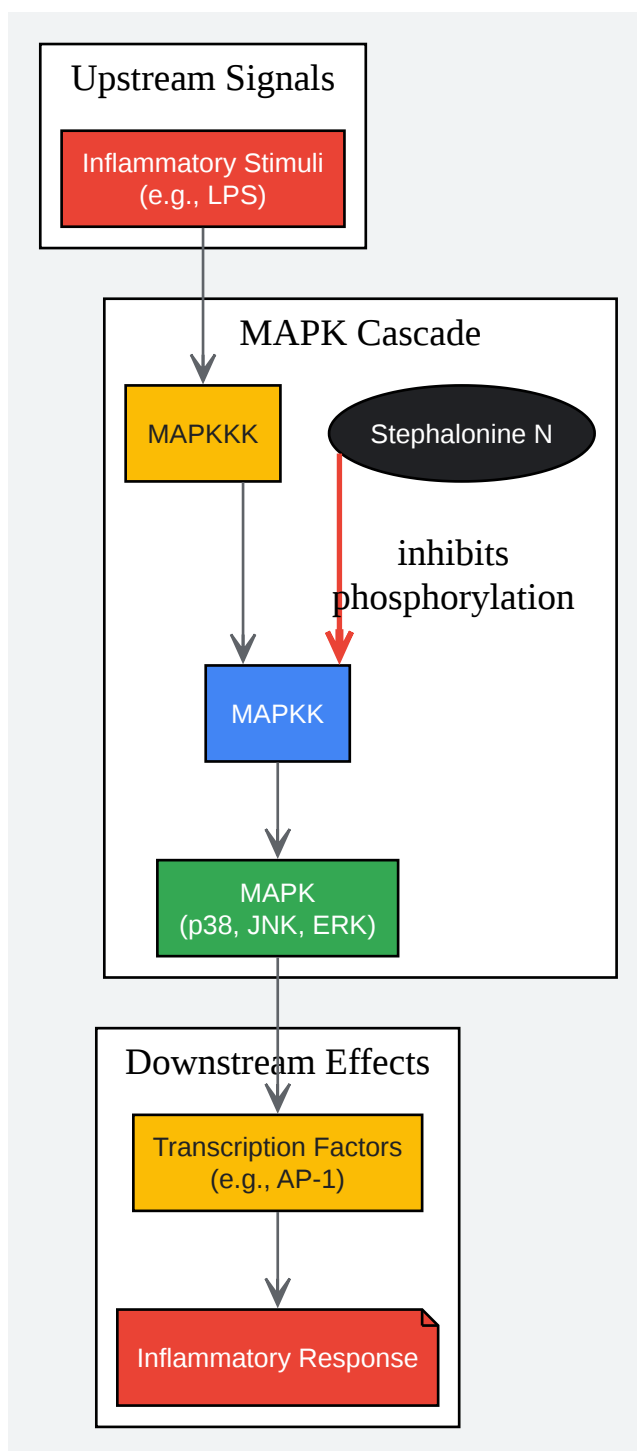 Upstream Signals
Inflammatory Stimuli
(e.g., LPS)
MAPK Cascade
MAPKKK
Stephalonine N
inhibits
phosphorylation
MAPKK
MAPK
(p38, JNK, ERK)
Downstream Effects
Transcription Factors
(e.g., AP-1)
Inflammatory Response